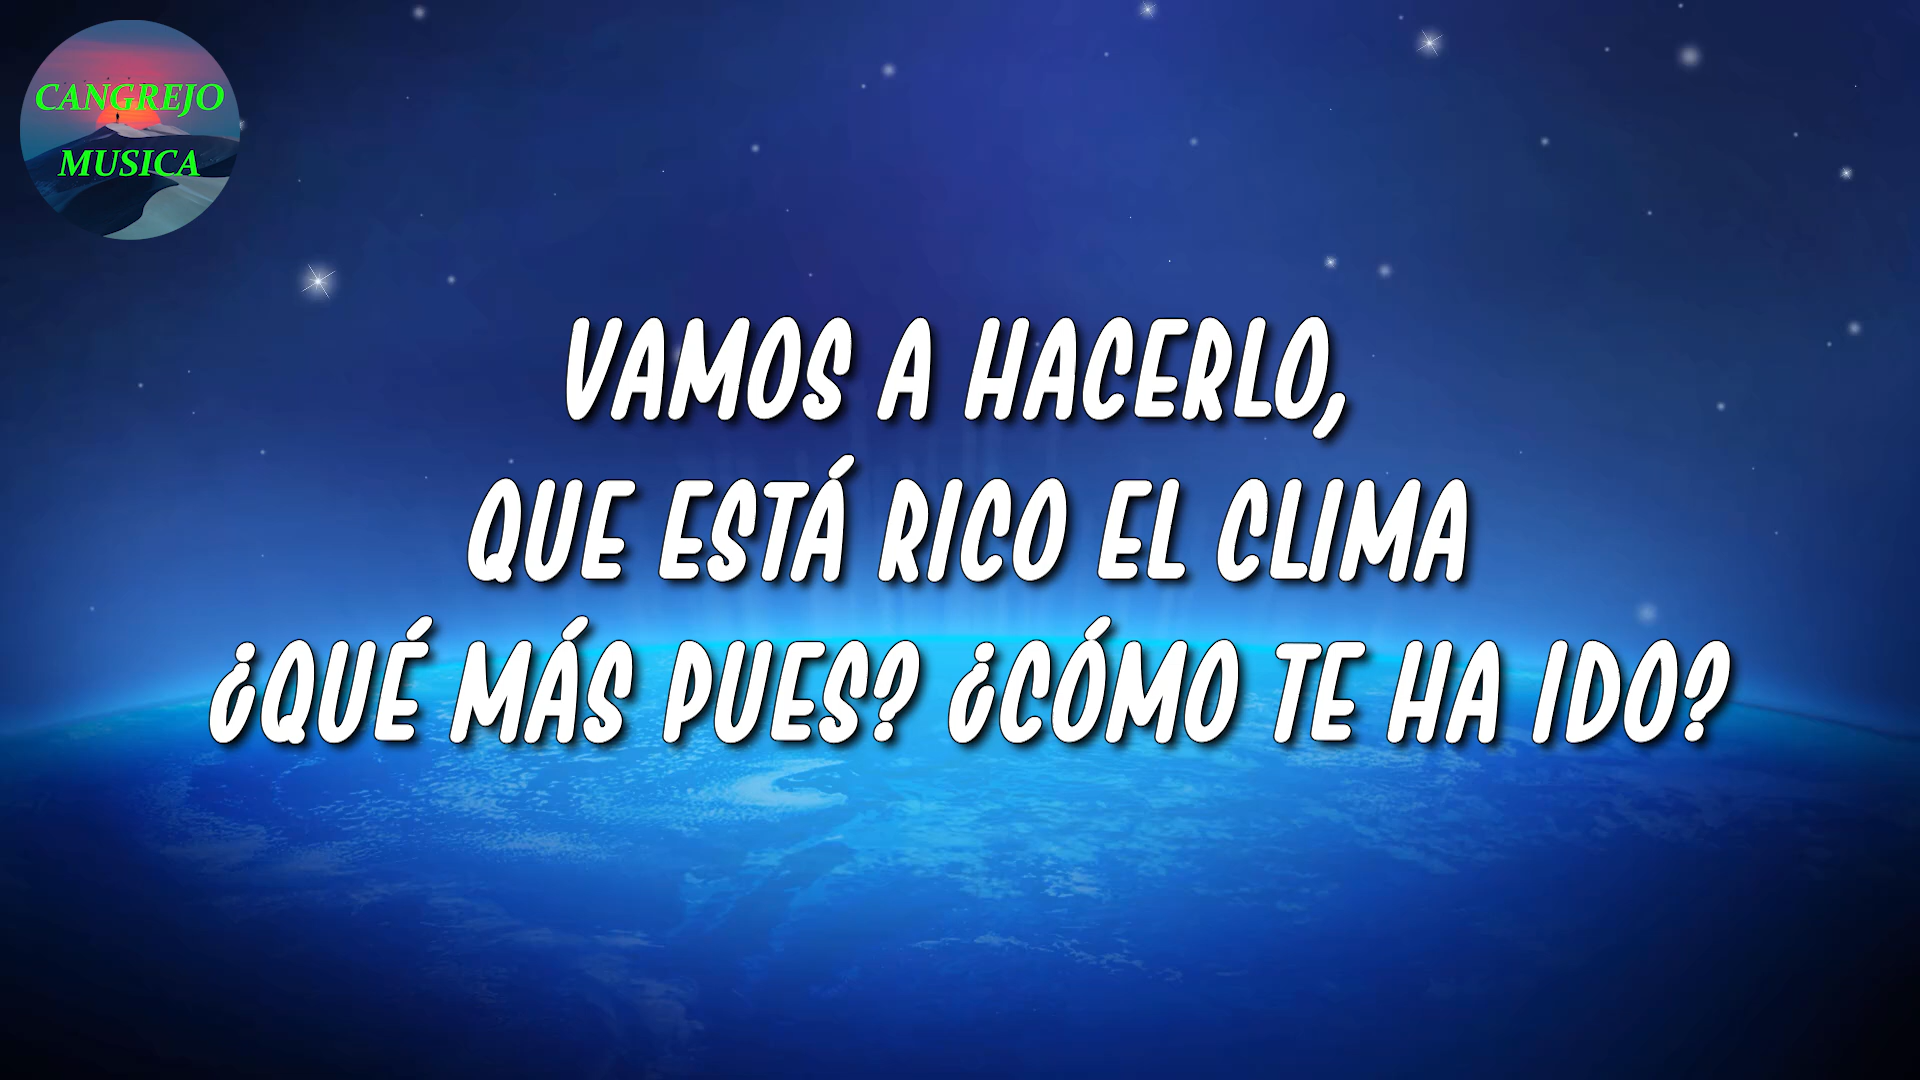 CANGREJO
MUSICA
VAMOS A HACERLO,
QUE ESTÁ RICO EL CLIMA
¿QUÉ MÁS PUES? ¿CÓMO TE HA IDO?